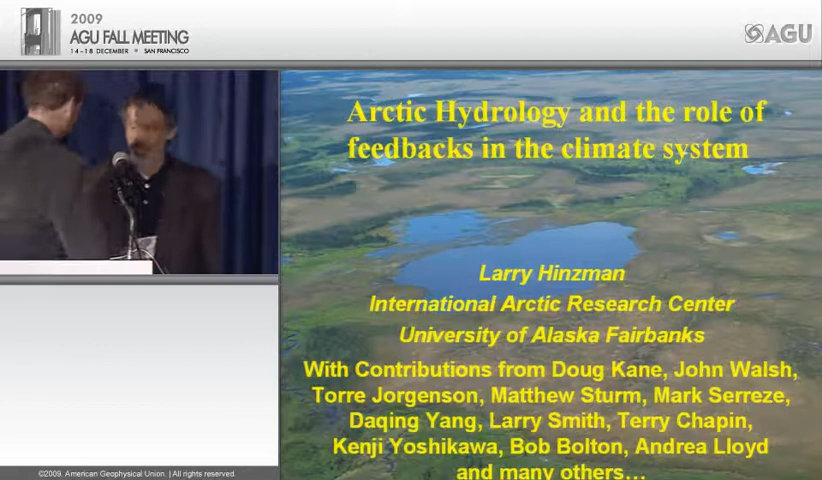 2009
AGU FALL MEETING
14 - 18 DECEMBER • SAN FRANCISCO
AGU
Arctic Hydrology and the role of
feedbacks in the climate system
Larry Hinzman
International Arctic Research Center
University of Alaska Fairbanks
With Contributions from Doug Kane, John Walsh,
Torre Jorgenson, Matthew Sturm, Mark Serreze,
Daqing Yang, Larry Smith, Terry Chapin,
Kenji Yoshikawa, Bob Bolton, Andrea Lloyd
and many others…
©2009. American Geophysical Union. | All rights reserved.